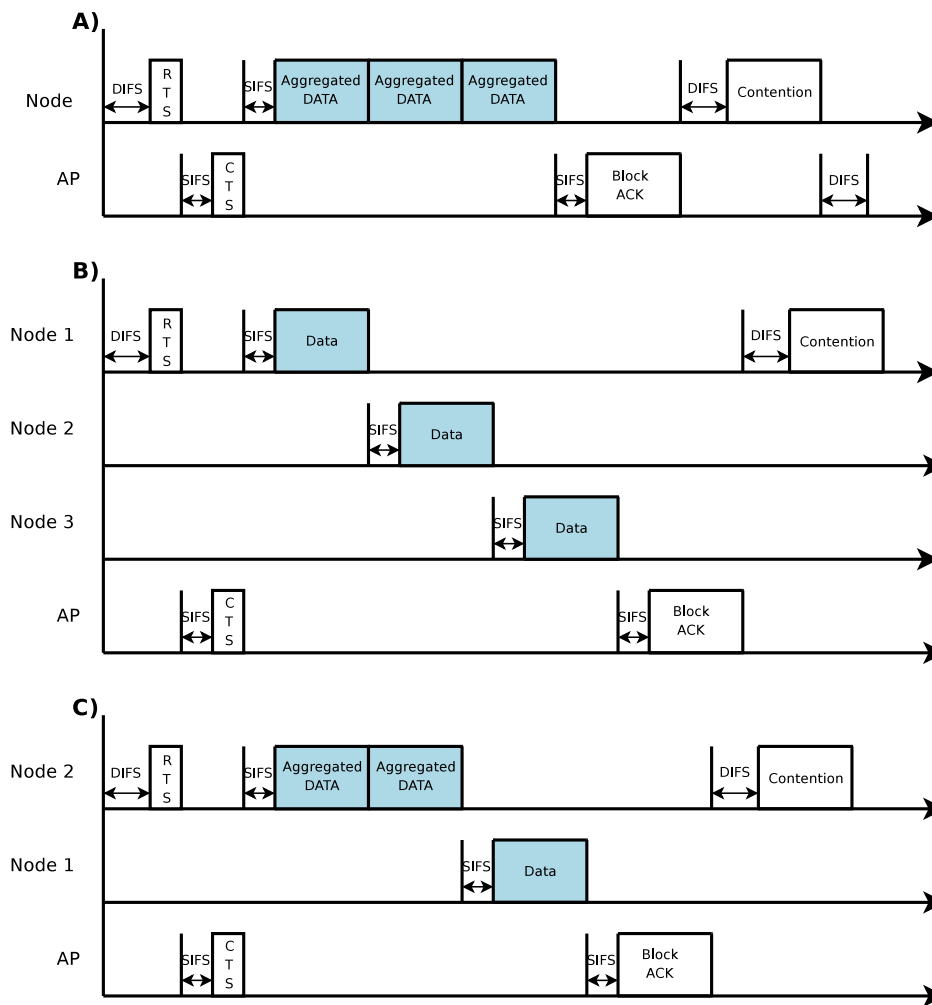 A)
Node
DIFS
R
T
S
SIFS
Aggregated
DATA
Aggregated
DATA
Aggregated
DATA
DIFS
Contention
AP
SIFS
C
T
S
SIFS
Block
ACK
DIFS
B)
Node 1
DIFS
R
T
S
SIFS
Data
DIFS
Contention
Node 2
SIFS
Data
Node 3
SIFS
Data
AP
SIFS
C
T
S
SIFS
Block
ACK
C)
Node 2
DIFS
R
T
S
SIFS
Aggregated
DATA
Aggregated
DATA
DIFS
Contention
Node 1
SIFS
Data
AP
SIFS
C
T
S
SIFS
Block
ACK